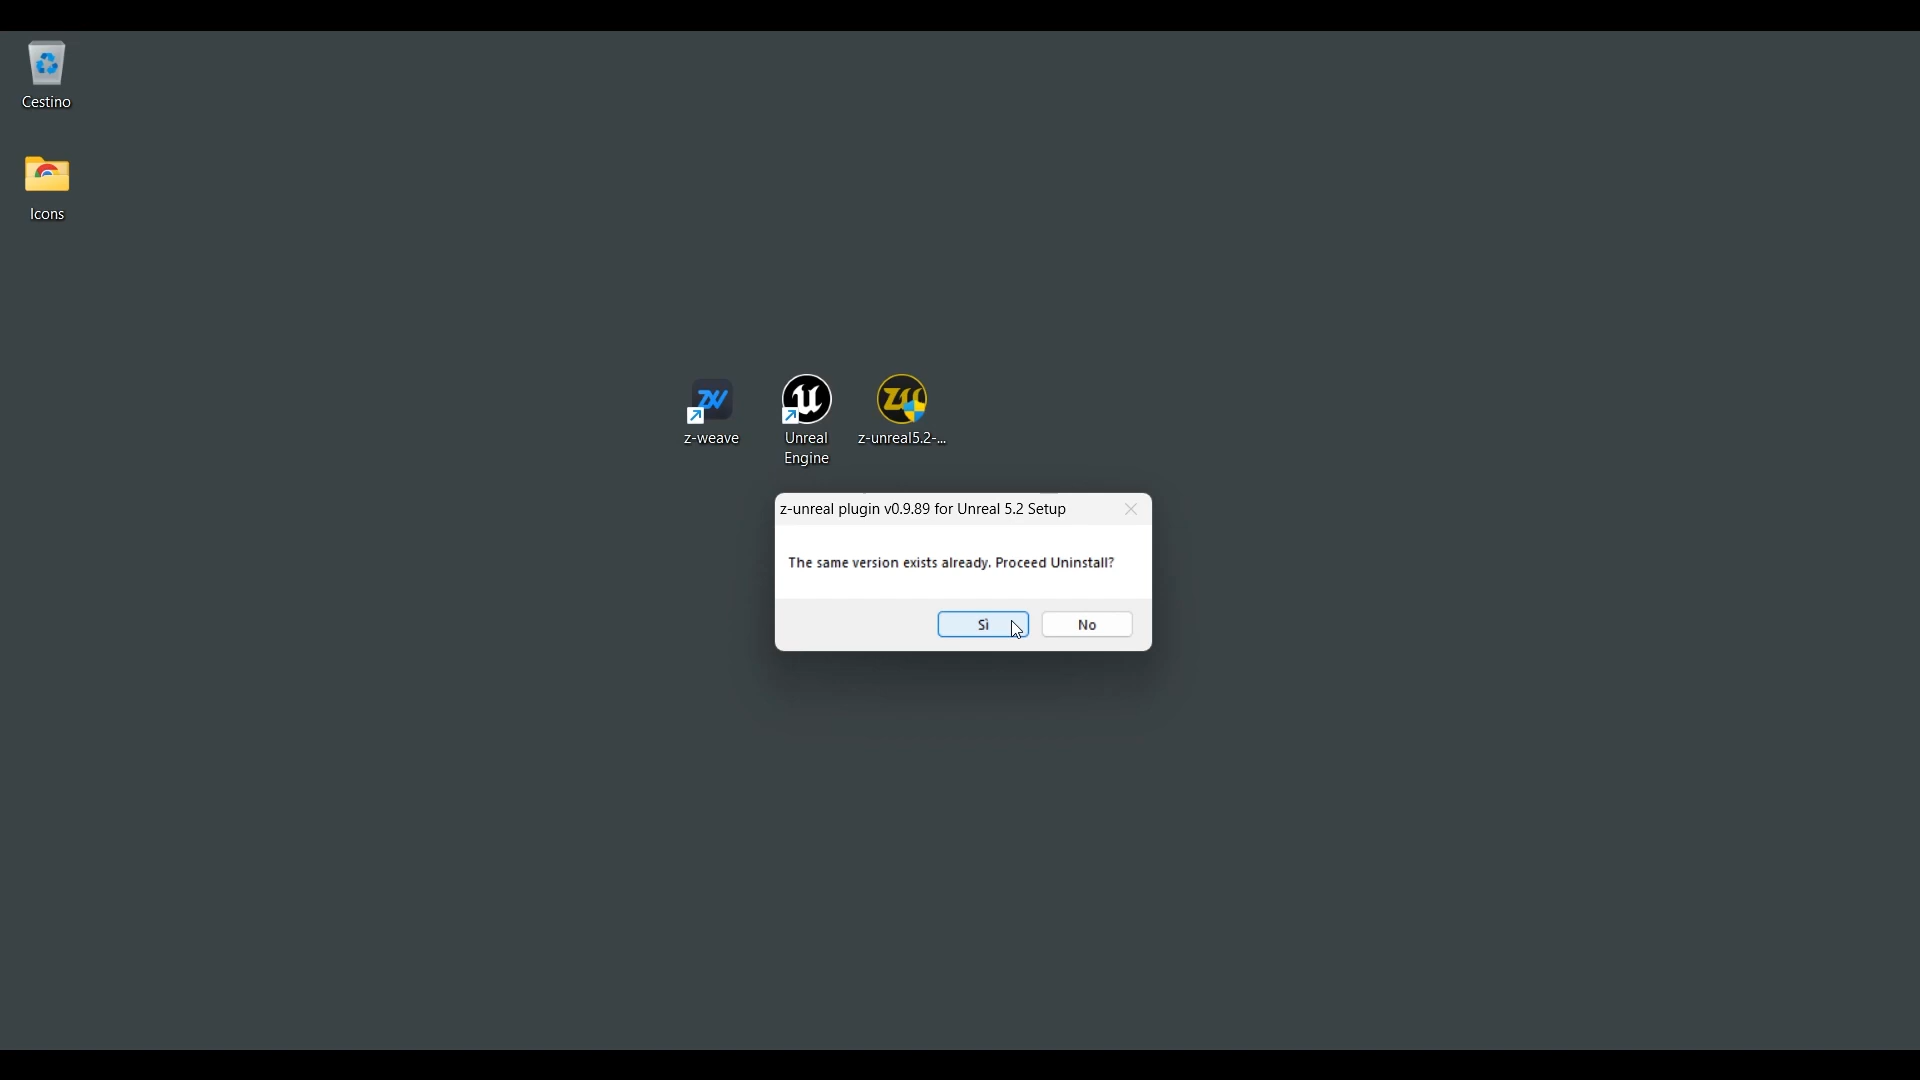 Cestino
Icons
z-weave
Unreal
Engine
z-unreal5.2-...
z-unreal plugin v0.9.89 for Unreal 5.2 Setup
The same version exists already. Proceed Uninstall?
Sì
No